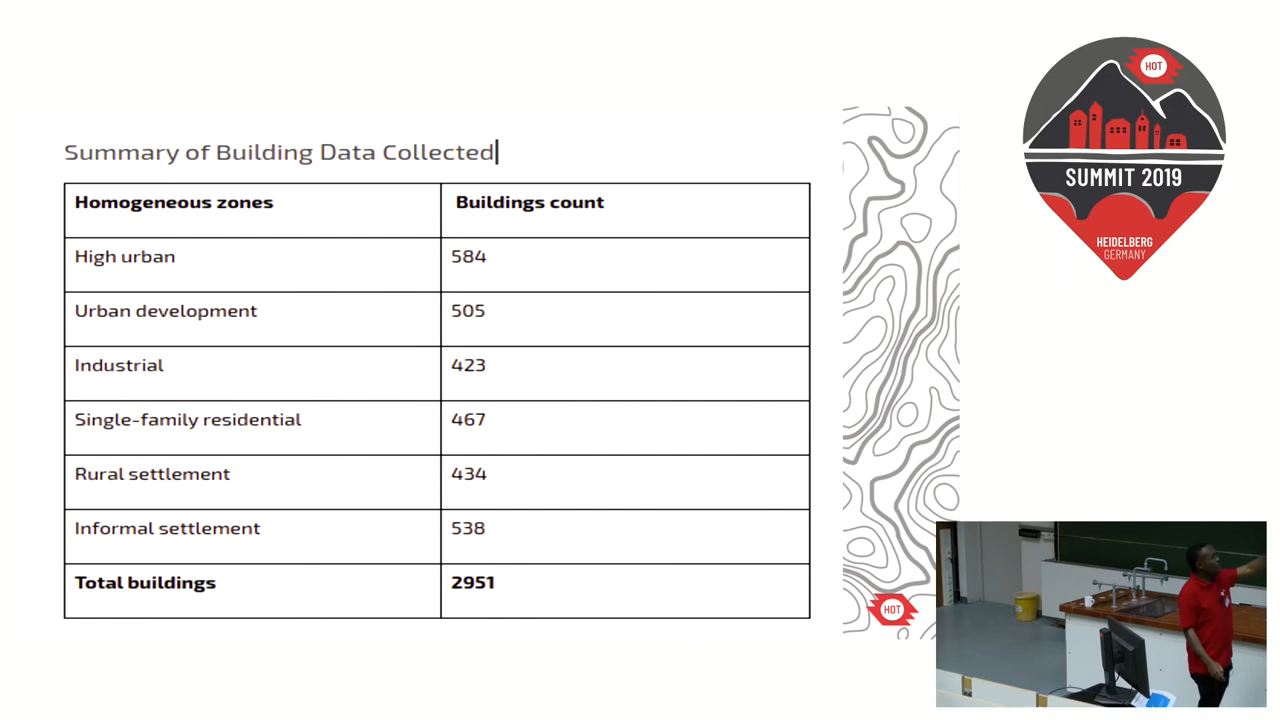 Summary of Building Data Collected
Homogeneous zones Buildings count
High urban 584
Urban development 505
Industrial 423
Single-family residential 467
Rural settlement 434
Informal settlement 538
Total buildings 2951
HOT
HOT
SUMMIT 2019
HEIDELBERG
GERMANY